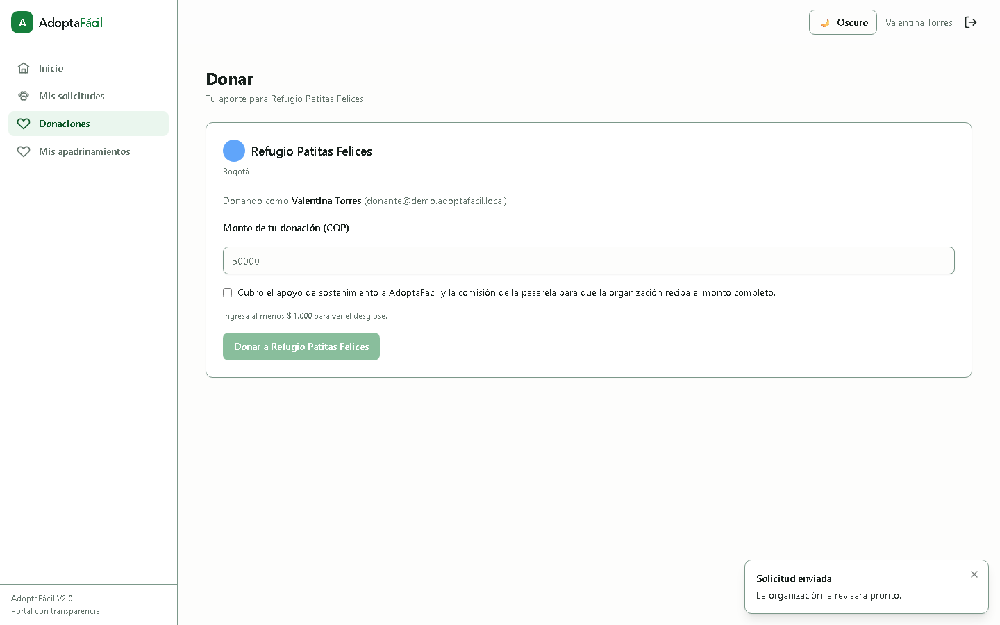 A AdoptaFácil
Oscuro
Valentina Torres
Inicio
Mis solicitudes
Donaciones
Mis apadrinamientos
Donar
Tu aporte para Refugio Patitas Felices.
Refugio Patitas Felices
Bogotá
Donando como Valentina Torres (donante@demo.adoptafacil.local)
Monto de tu donación (COP)
50000
Cubro el apoyo de sostenimiento a AdoptaFácil y la comisión de la pasarela para que la organización reciba el monto completo.
Ingresa al menos $ 1.000 para ver el desglose.
Donar a Refugio Patitas Felices
Solicitud enviada
La organización la revisará pronto.
AdoptaFácil V2.0
Portal con transparencia